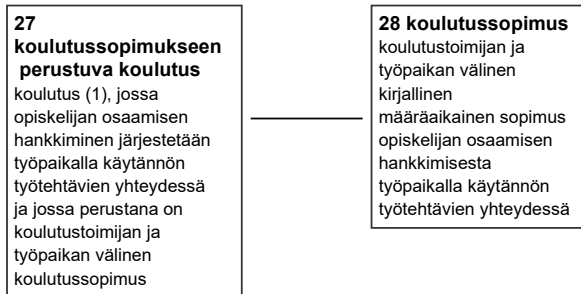 27
koulutussopimukseen
perustuva koulutus
koulutus (1), jossa
opiskelijan osaamisen
hankkiminen järjestetään
työpaikalla käytännön
työtehtävien yhteydessä
ja jossa perustana on
koulutustoimijan ja
työpaikan välinen
koulutussopimus
28 koulutussopimus
koulutustoimijan ja
työpaikan välinen
kirjallinen
määräaikainen sopimus
opiskelijan osaamisen
hankkimisesta
työpaikalla käytännön
työtehtävien yhteydessä